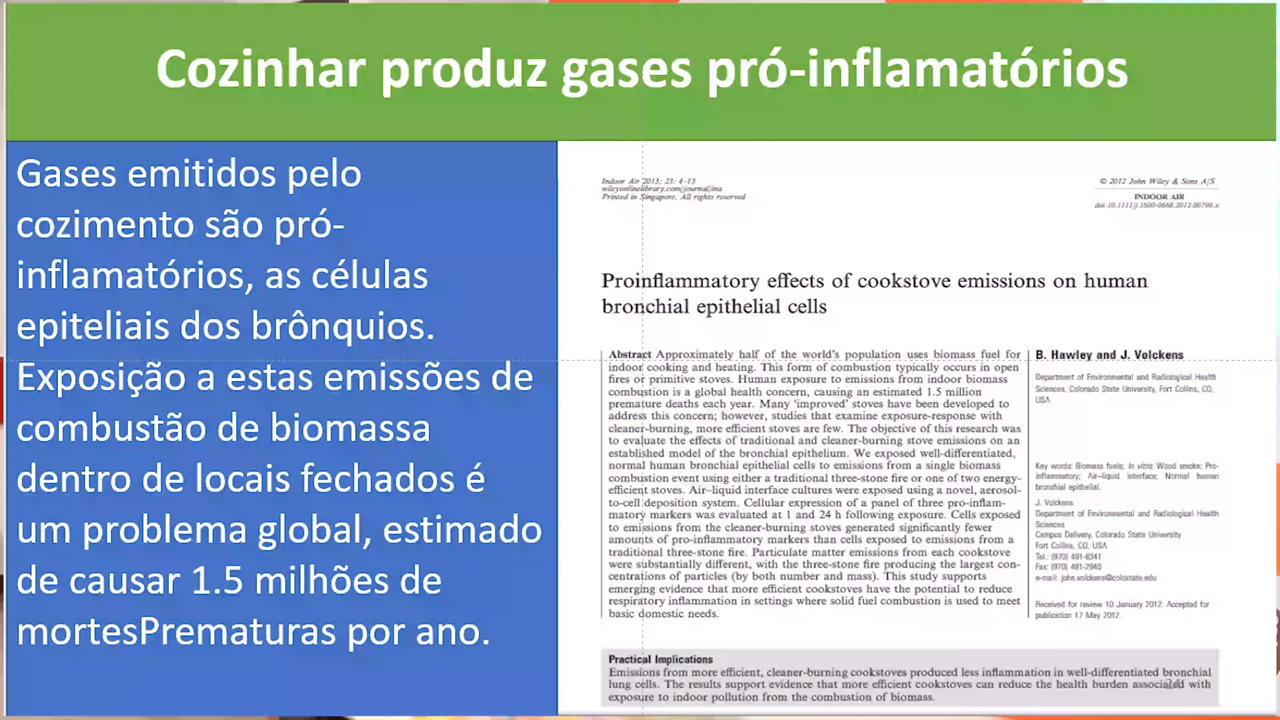 Cozinhar produz gases pró-inflamatórios
Gases emitidos pelo
cozimento são pró-
inflamatórios, as células
epiteliais dos brônquios.
Exposição a estas emissões de
combustão de biomassa
dentro de locais fechados é
um problema global, estimado
de causar 1.5 milhões de
mortesPrematuras por ano.
Indoor Air 2013; 23: 4–13
wileyonlinelibrary.com/journal/ina
Printed in Singapore. All rights reserved
© 2012 John Wiley & Sons A/S
INDOOR AIR
doi:10.1111/j.1600-0668.2012.00790.x
Proinflammatory effects of cookstove emissions on human
bronchial epithelial cells
Abstract Approximately half of the world's population uses biomass fuel for
indoor cooking and heating. This form of combustion typically occurs in open
fires or primitive stoves. Human exposure to emissions from indoor biomass
combustion is a global health concern, causing an estimated 1.5 million
premature deaths each year. Many 'improved' stoves have been developed to
address this concern; however, studies that examine exposure-response with
cleaner-burning, more efficient stoves are few. The objective of this research was
to evaluate the effects of traditional and cleaner-burning stove emissions on an
established model of the bronchial epithelium. We exposed well-differentiated,
normal human bronchial epithelial cells to emissions from a single biomass
combustion event using either a traditional three-stone fire or one of two energy-
efficient stoves. Air–liquid interface cultures were exposed using a novel, aerosol-
to-cell deposition system. Cellular expression of a panel of three pro-inflam-
matory markers was evaluated at 1 and 24 h following exposure. Cells exposed
to emissions from the cleaner-burning stoves generated significantly fewer
amounts of pro-inflammatory markers than cells exposed to emissions from a
traditional three-stone fire. Particulate matter emissions from each cookstove
were substantially different, with the three-stone fire producing the largest con-
centrations of particles (by both number and mass). This study supports
emerging evidence that more efficient cookstoves have the potential to reduce
respiratory inflammation in settings where solid fuel combustion is used to meet
basic domestic needs.
B. Hawley and J. Volckens
Department of Environmental and Radiological Health
Sciences, Colorado State University, Fort Collins, CO,
USA
Key words: Biomass fuels; In vitro; Wood smoke; Pro-
inflammatory; Air–liquid interface; Normal human
bronchial epithelial.
J. Volckens
Department of Environmental and Radiological Health
Sciences
Campus Delivery, Colorado State University
Fort Collins, CO, USA
Tel.: (970) 491-6341
Fax: (970) 491-2940
e-mail: john.volckens@colostate.edu
Received for review 10 January 2012. Accepted for
publication 17 May 2012.
Practical Implications
Emissions from more efficient, cleaner-burning cookstoves produced less inflammation in well-differentiated bronchial
lung cells. The results support evidence that more efficient cookstoves can reduce the health burden associated with
exposure to indoor pollution from the combustion of biomass.